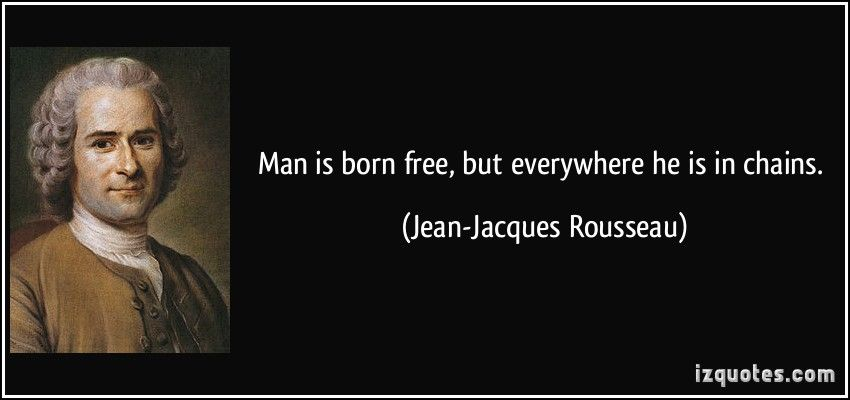 Man is born free, but everywhere he is in chains.
(Jean-Jacques Rousseau)
izquotes.com